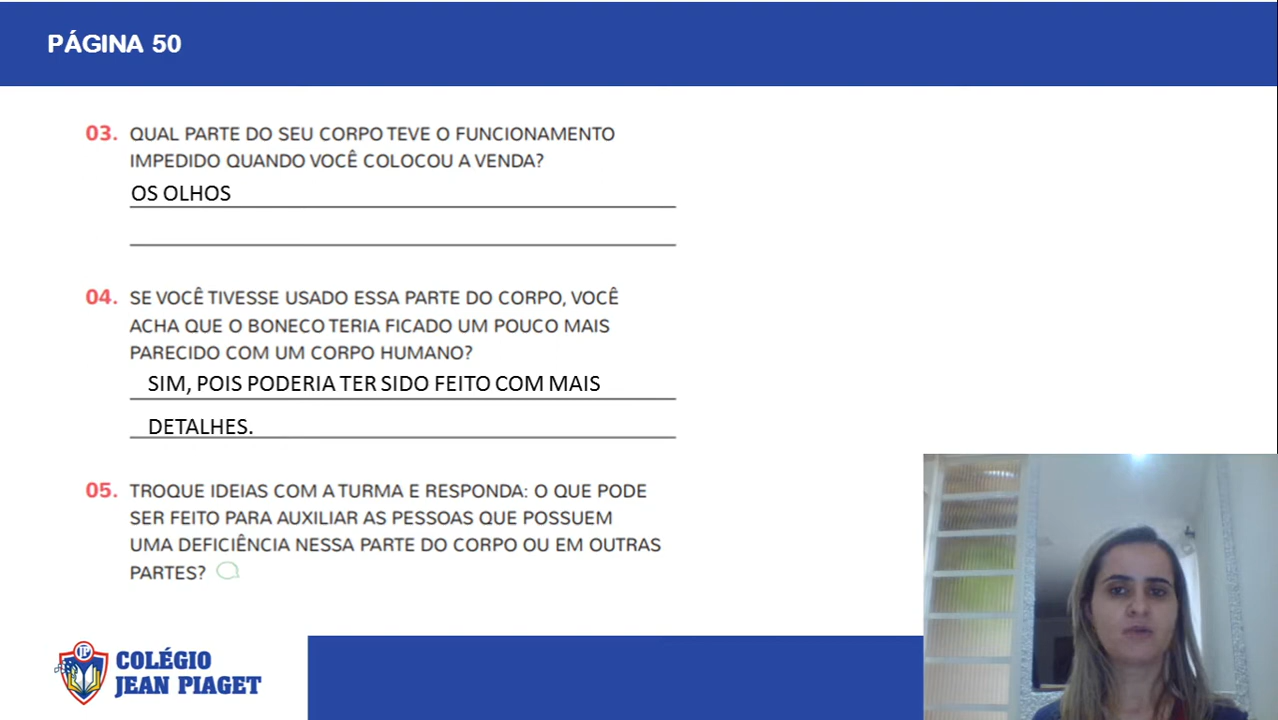 PÁGINA 50
03. QUAL PARTE DO SEU CORPO TEVE O FUNCIONAMENTO
IMPEDIDO QUANDO VOCÊ COLOCOU A VENDA?
OS OLHOS
04. SE VOCÊ TIVESSE USADO ESSA PARTE DO CORPO, VOCÊ
ACHA QUE O BONECO TERIA FICADO UM POUCO MAIS
PARECIDO COM UM CORPO HUMANO?
SIM, POIS PODERIA TER SIDO FEITO COM MAIS
DETALHES.
05. TROQUE IDEIAS COM A TURMA E RESPONDA: O QUE PODE
SER FEITO PARA AUXILIAR AS PESSOAS QUE POSSUEM
UMA DEFICIÊNCIA NESSA PARTE DO CORPO OU EM OUTRAS
PARTES?
COLÉGIO
JEAN PIAGET